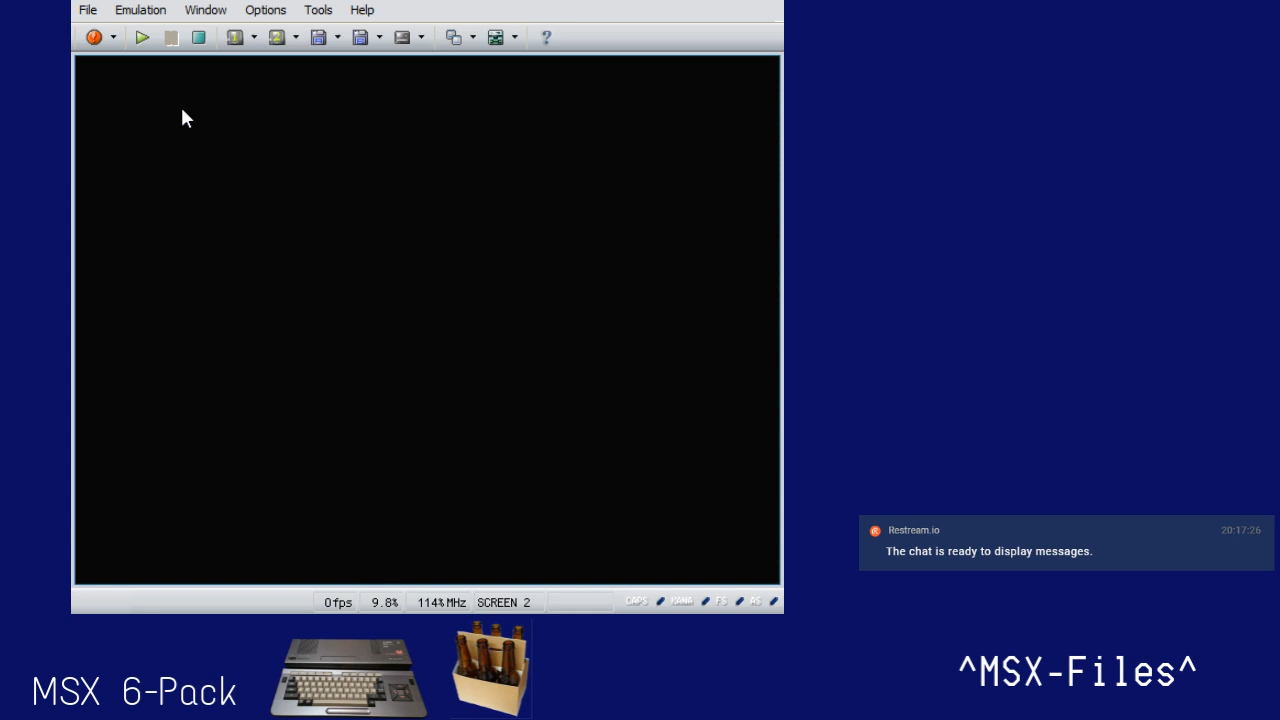 File Emulation Window Options Tools Help
0fps 9.8% 114%MHz SCREEN 2 CAPS KANA FS AS
Restream.io 20:17:26
The chat is ready to display messages.
MSX 6-Pack
^MSX-Files^